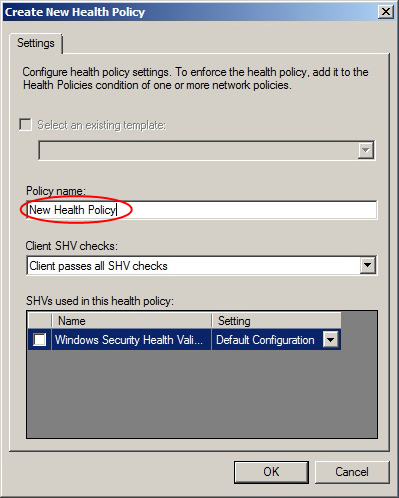 Create New Health Policy
Settings
Configure health policy settings. To enforce the health policy, add it to the
Health Policies condition of one or more network policies.
Select an existing template:
Policy name:
New Health Policy
Client SHV checks:
Client passes all SHV checks
SHVs used in this health policy:
Name Setting
Windows Security Health Vali... Default Configuration
OK Cancel